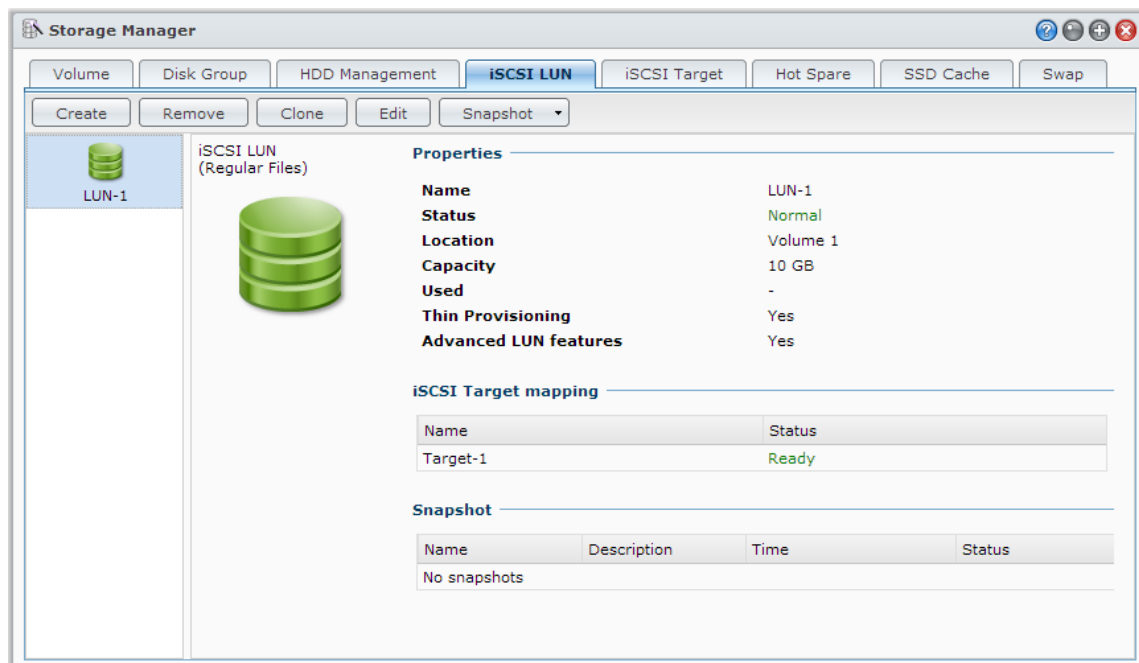 Storage Manager
Volume Disk Group HDD Management iSCSI LUN iSCSI Target Hot Spare SSD Cache Swap
Create Remove Clone Edit Snapshot
LUN-1
iSCSI LUN
(Regular Files)
Properties
Name LUN-1
Status Normal
Location Volume 1
Capacity 10 GB
Used -
Thin Provisioning Yes
Advanced LUN features Yes
iSCSI Target mapping
Name Status
Target-1 Ready
Snapshot
Name Description Time Status
No snapshots